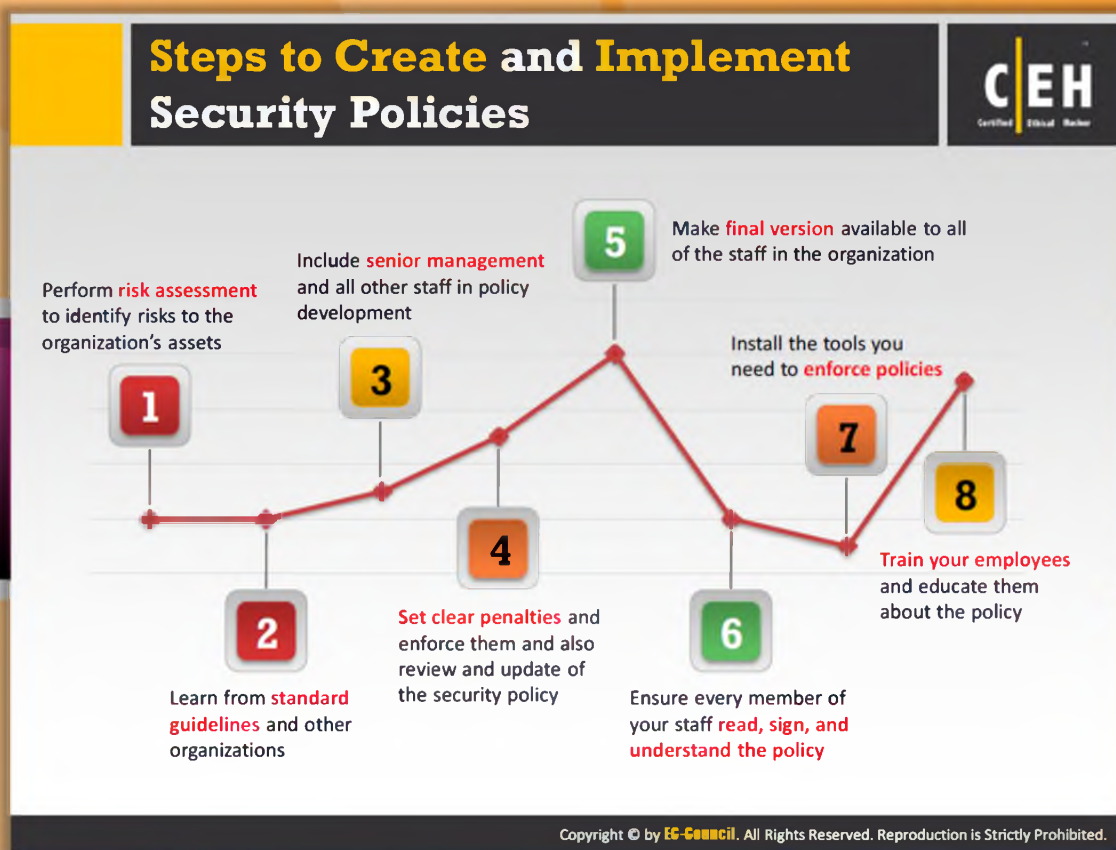 Steps to Create and Implement
Security Policies
C EH
Certified Ethical Hacker
1
Perform risk assessment
to identify risks to the
organization's assets
2
Learn from standard
guidelines and other
organizations
3
Include senior management
and all other staff in policy
development
4
Set clear penalties and
enforce them and also
review and update of
the security policy
5
Make final version available to all
of the staff in the organization
6
Ensure every member of
your staff read, sign, and
understand the policy
7
Install the tools you
need to enforce policies
8
Train your employees
and educate them
about the policy
Copyright © by EC-Council. All Rights Reserved. Reproduction is Strictly Prohibited.